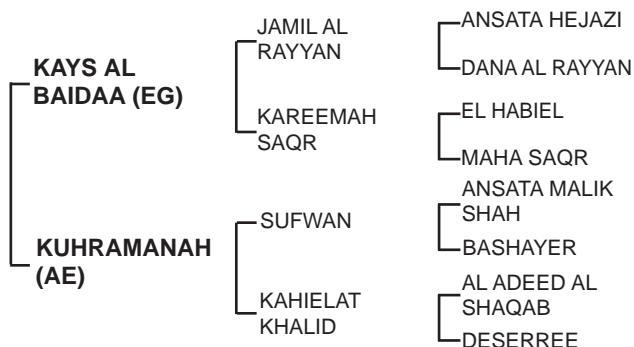 KAYS AL
BAIDAA (EG)
KUHRAMANAH
(AE)
JAMIL AL
RAYYAN
KAREEMAH
SAQR
SUFWAN
KAHIELAT
KHALID
ANSATA HEJAZI
DANA AL RAYYAN
EL HABIEL
MAHA SAQR
ANSATA MALIK
SHAH
BASHAYER
AL ADEED AL
SHAQAB
DESERREE